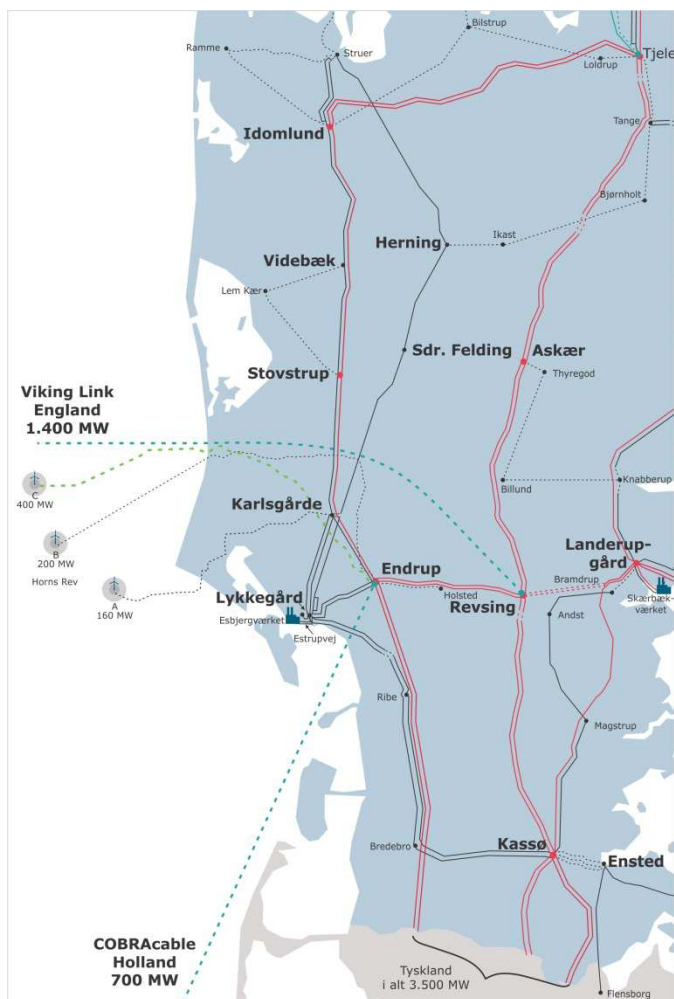 Bilstrup
Ramme
Struer
Tjele
Loldrup
Idomlund
Tange
Bjørnholt
Herning
Ikast
Videbæk
Lem Kær
Sdr. Felding
Askær
Thyregod
Stovstrup
Viking Link
England
1.400 MW
Billund
Knabberup
C
400 MW
Karlsgårde
B
200 MW
Horns Rev
Landerup-
gård
Endrup
Bramdrup
A
160 MW
Lykkegård
Holsted
Revsing
Skærbæk-
værket
Esbjergværket
Andst
Estrupvej
Ribe
Magstrup
Bredebro
Kassø
Ensted
COBRAcable
Holland
700 MW
Tyskland
i alt 3.500 MW
Flensborg